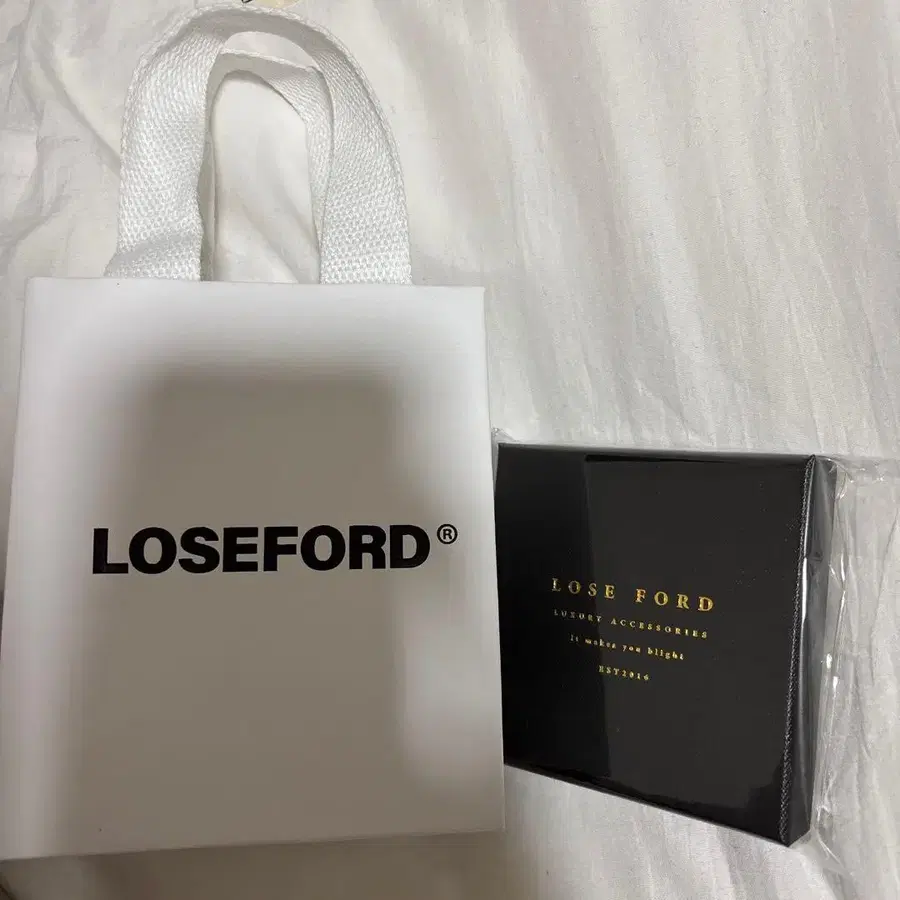 LOSEFORD®
LOSE FORD
LUXURY ACCESSORIES
it makes you blight
EST2016